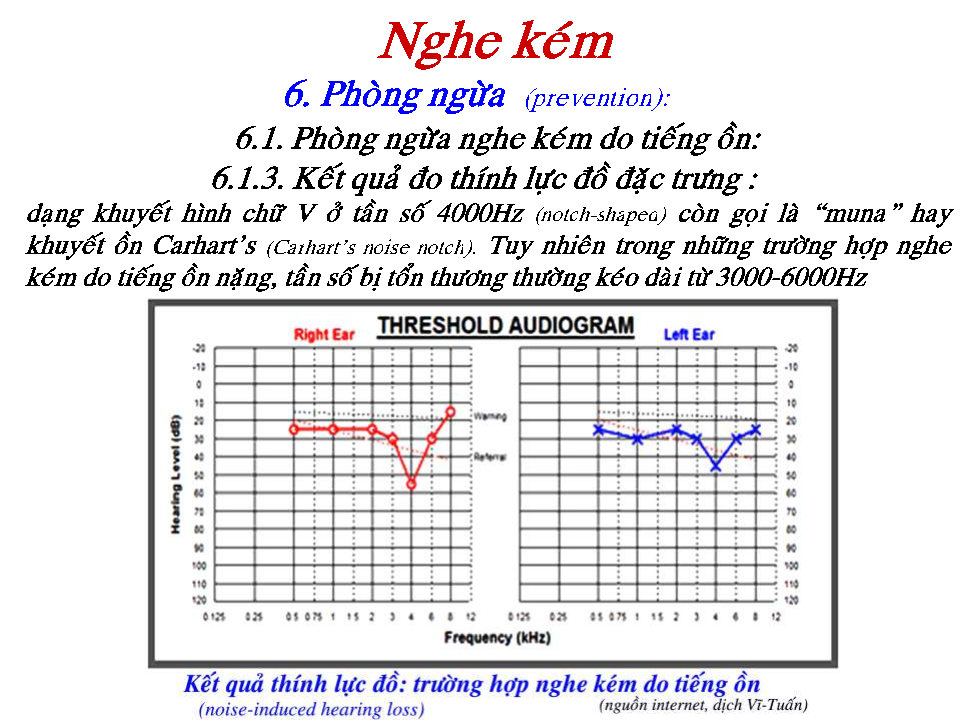 Nghe kém
6. Phòng ngừa (prevention):
6.1. Phòng ngừa nghe kém do tiếng ồn:
6.1.3. Kết quả đo thính lực đồ đặc trưng :
dạng khuyết hình chữ V ở tần số 4000Hz (notch-shaped) còn gọi là “muna” hay
khuyết ồn Carhart’s (Carhart’s noise notch). Tuy nhiên trong những trường hợp nghe
kém do tiếng ồn nặng, tần số bị tổn thương thường kéo dài từ 3000-6000Hz
THRESHOLD AUDIOGRAM
Right Ear Left Ear
-20 -20
-10 -10
0 0
10 10
Warning
20 20
30 30
40 Referral 40
50 50
60 60
70 70
80 80
90 90
100 100
110 110
120 120
Hearing Level (dB)
0.125 0.25 0.5 0.75 1 1.5 2 3 4 6 8 12 0.125 0.25 0.5 0.75 1 1.5 2 3 4 6 8 12
Frequency (kHz)
Kết quả thính lực đồ: trường hợp nghe kém do tiếng ồn
(noise-induced hearing loss) (nguồn internet, dịch Vĩ-Tuấn)